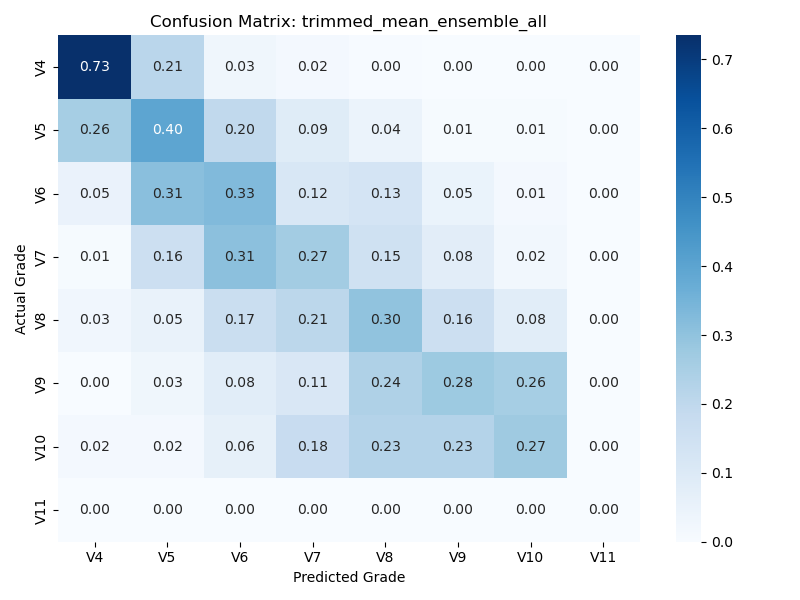 Confusion Matrix: trimmed_mean_ensemble_all
V4 0.73 0.21 0.03 0.02 0.00 0.00 0.00 0.00
V5 0.26 0.40 0.20 0.09 0.04 0.01 0.01 0.00
V6 0.05 0.31 0.33 0.12 0.13 0.05 0.01 0.00
V7 0.01 0.16 0.31 0.27 0.15 0.08 0.02 0.00
V8 0.03 0.05 0.17 0.21 0.30 0.16 0.08 0.00
V9 0.00 0.03 0.08 0.11 0.24 0.28 0.26 0.00
V10 0.02 0.02 0.06 0.18 0.23 0.23 0.27 0.00
V11 0.00 0.00 0.00 0.00 0.00 0.00 0.00 0.00
V4 V5 V6 V7 V8 V9 V10 V11
Predicted Grade
Actual Grade
0.7
0.6
0.5
0.4
0.3
0.2
0.1
0.0